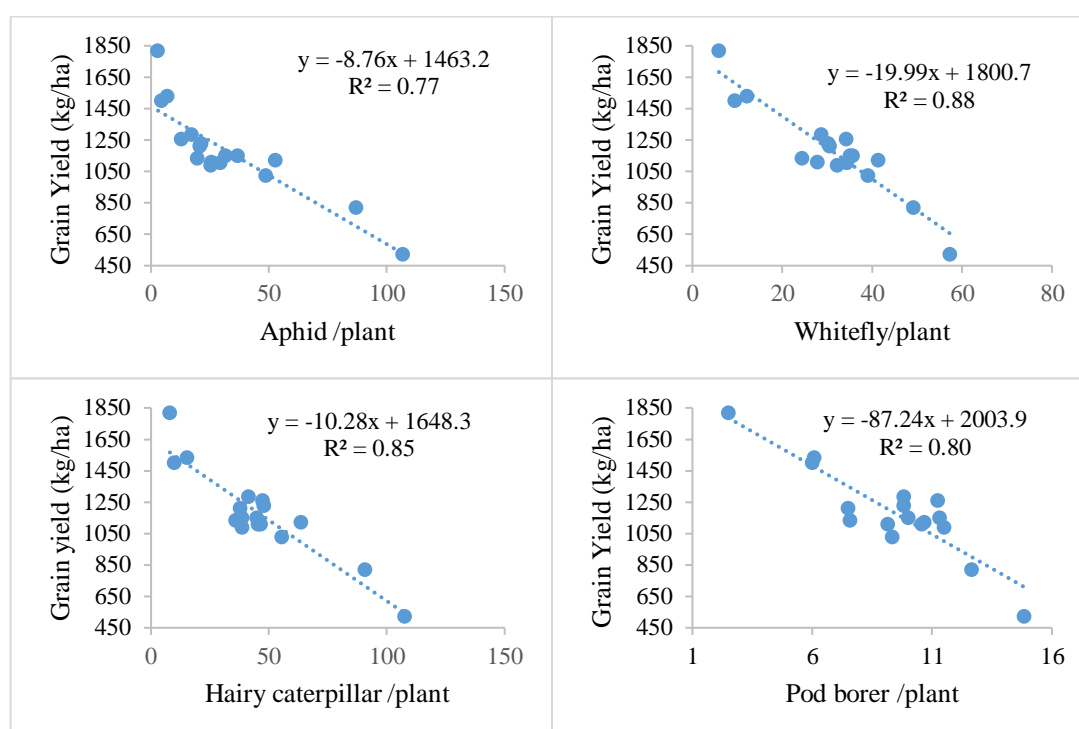 Grain Yield (kg/ha)
1850
1650
1450
1250
1050
850
650
450
y = -8.76x + 1463.2
R² = 0.77
0 50 100 150
Aphid /plant
Grain Yield (kg/ha)
1850
1650
1450
1250
1050
850
650
450
y = -19.99x + 1800.7
R² = 0.88
0 20 40 60 80
Whitefly/plant
Grain yield (kg/ha)
1850
1650
1450
1250
1050
850
650
450
y = -10.28x + 1648.3
R² = 0.85
0 50 100 150
Hairy caterpillar /plant
Grain Yield (kg/ha)
1850
1650
1450
1250
1050
850
650
450
y = -87.24x + 2003.9
R² = 0.80
1 6 11 16
Pod borer /plant